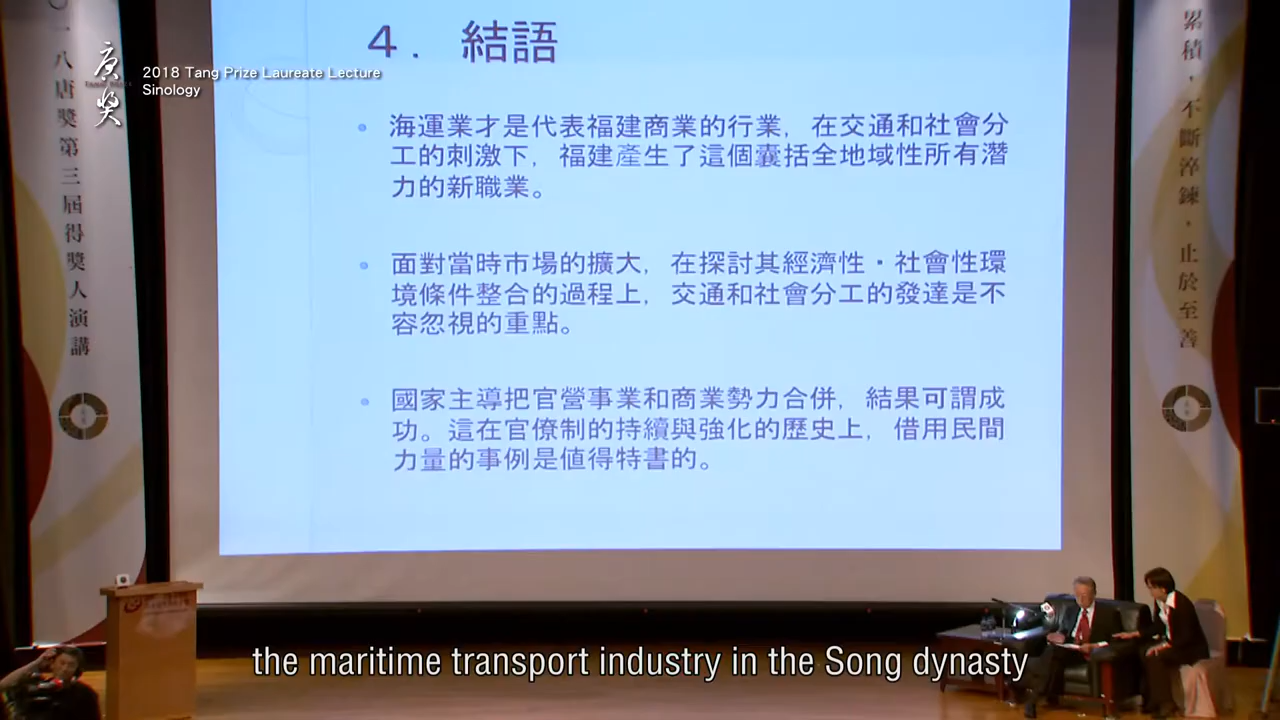 4. 結語
唐獎
2018 Tang Prize Laureate Lecture
Sinology
一八唐獎第三屆得獎人演講
累積，不斷淬鍊，止於至善
• 海運業才是代表福建商業的行業，在交通和社會分
工的刺激下，福建產生了這個囊括全地域性所有潛
力的新職業。
• 面對當時市場的擴大，在探討其經濟性・社會性環
境條件整合的過程上，交通和社會分工的發達是不
容忽視的重點。
• 國家主導把官營事業和商業勢力合併，結果可謂成
功。這在官僚制的持續與強化的歷史上，借用民間
力量的事例是值得特書的。
the maritime transport industry in the Song dynasty